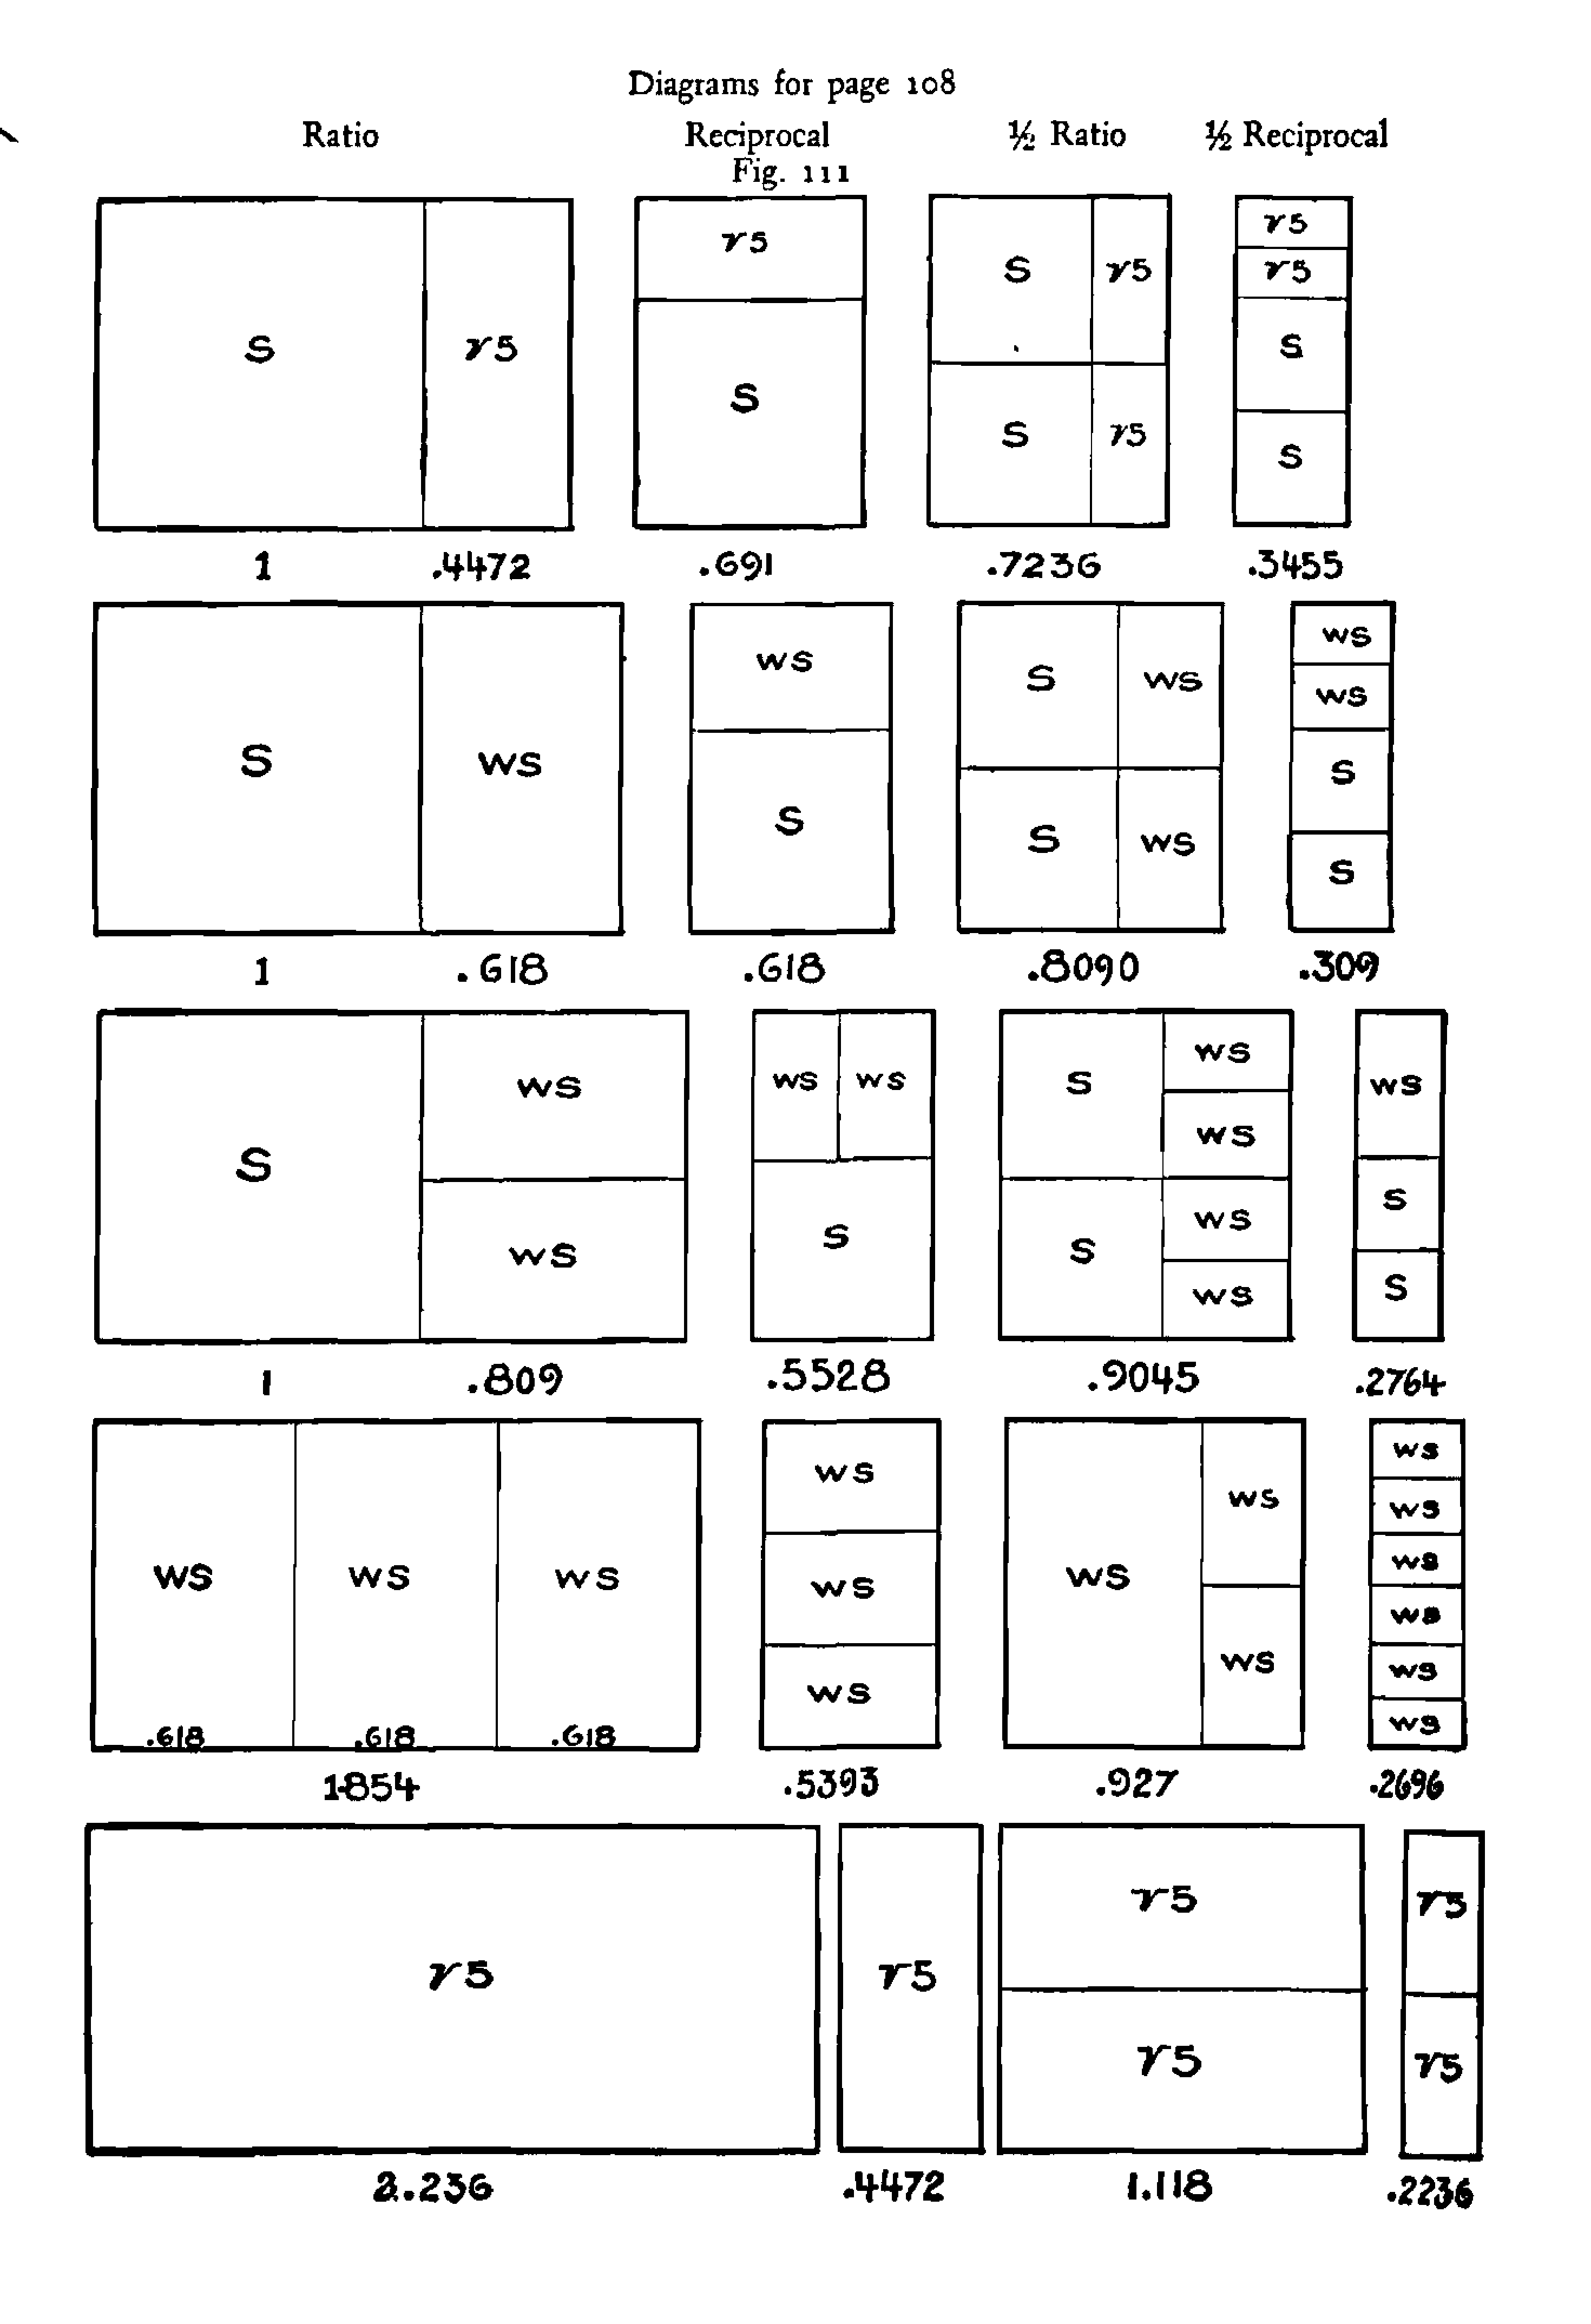 Diagrams for page 108
Ratio Reciprocal ½ Ratio ½ Reciprocal
Fig. 111
S r5
r5
S
S r5
S r5
r5
r5
S
S
1 .4472 .691 .7236 .3455
S ws
ws
S
S ws
S ws
ws
ws
S
S
1 .618 .618 .8090 .309
S ws
ws
ws ws
S
S ws
ws
S ws
ws
ws
S
S
1 .809 .5528 .9045 .2764
ws ws ws
.618 .618 .618
ws
ws
ws
ws ws
ws
ws
ws
ws
ws
ws
ws
1.854 .5393 .927 .2696
r5
r5
r5
r5
r5
r5
2.236 .4472 1.118 .2236